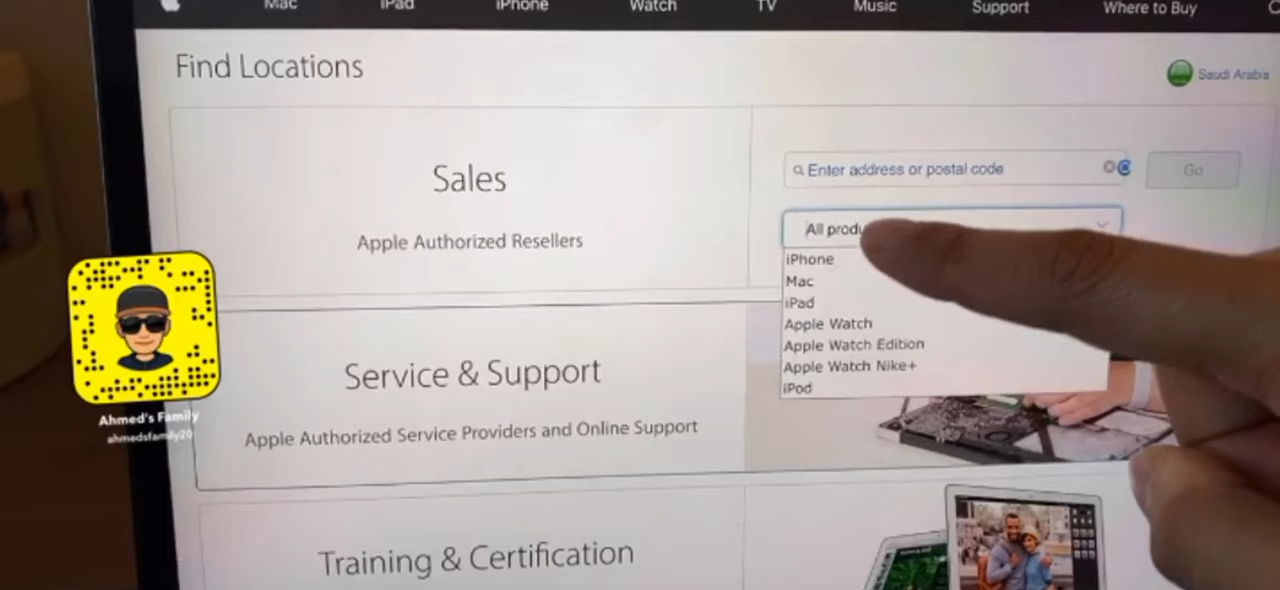 Mac iPad iPhone Watch TV Music Support Where to Buy
Find Locations
Saudi Arabia
Sales
Apple Authorized Resellers
Enter address or postal code
Go
All
iPhone
Mac
iPad
Apple Watch
Apple Watch Edition
Apple Watch Nike+
iPod
Service & Support
Apple Authorized Service Providers and Online Support
Training & Certification
Ahmed's Family
ahmedsfamily20